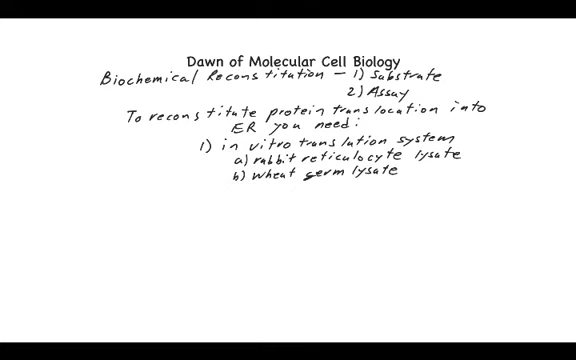 Dawn of Molecular Cell Biology
Biochemical Reconstitution — 1) Substrate
2) Assay
To reconstitute protein translocation into
ER you need:
1) in vitro translation system
a) rabbit reticulocyte lysate
b) wheat germ lysate